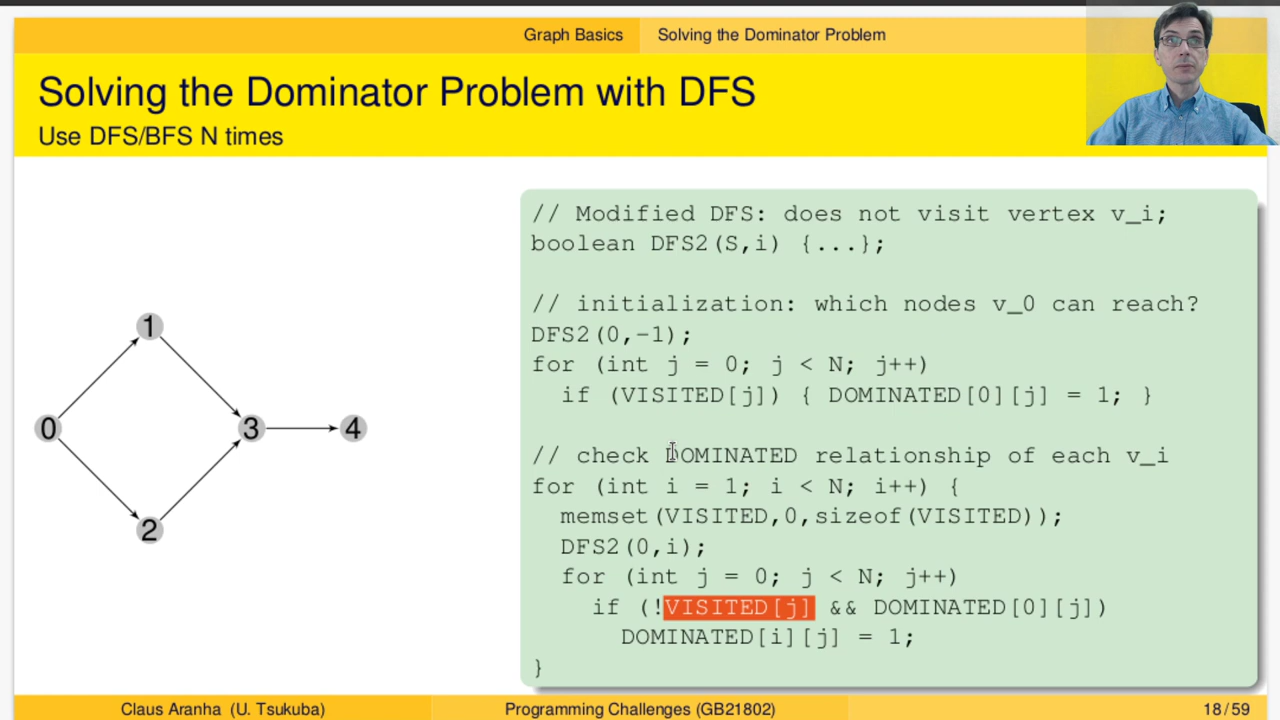 Graph Basics Solving the Dominator Problem
Solving the Dominator Problem with DFS
Use DFS/BFS N times
// Modified DFS: does not visit vertex v_i;
boolean DFS2(S,i) {...};
// initialization: which nodes v_0 can reach?
DFS2(0,-1);
for (int j = 0; j < N; j++)
if (VISITED[j]) { DOMINATED[0][j] = 1; }
// check DOMINATED relationship of each v_i
for (int i = 1; i < N; i++) {
memset(VISITED,0,sizeof(VISITED));
DFS2(0,i);
for (int j = 0; j < N; j++)
if (!VISITED[j] && DOMINATED[0][j])
DOMINATED[i][j] = 1;
}
1
0 3 4
2
Claus Aranha (U. Tsukuba) Programming Challenges (GB21802) 18/59